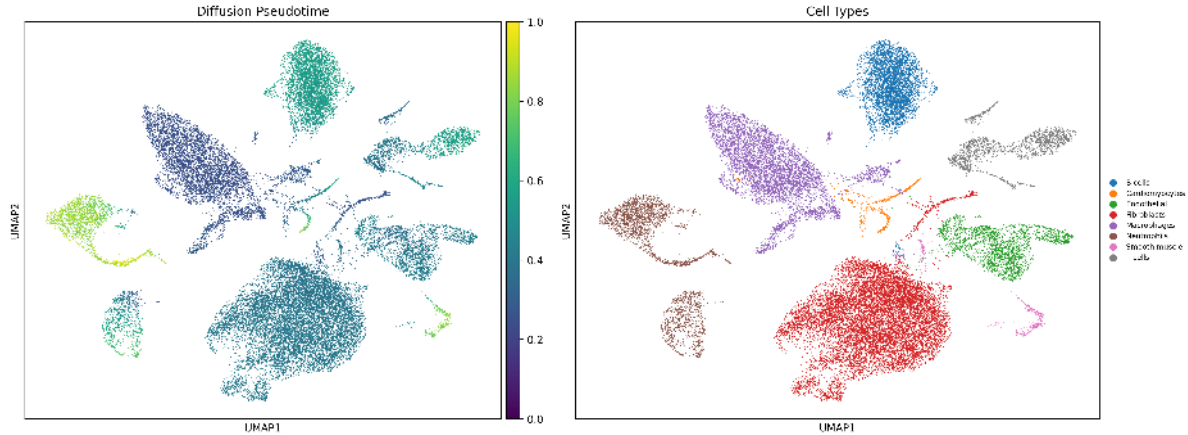 Diffusion Pseudotime
Cell Types
1.0
0.8
0.6
0.4
0.2
0.0
UMAP2
UMAP1
UMAP2
UMAP1
B cells
Cardiomyocytes
Endothelial
Fibroblasts
Macrophages
Neutrophils
Smooth muscle
cells